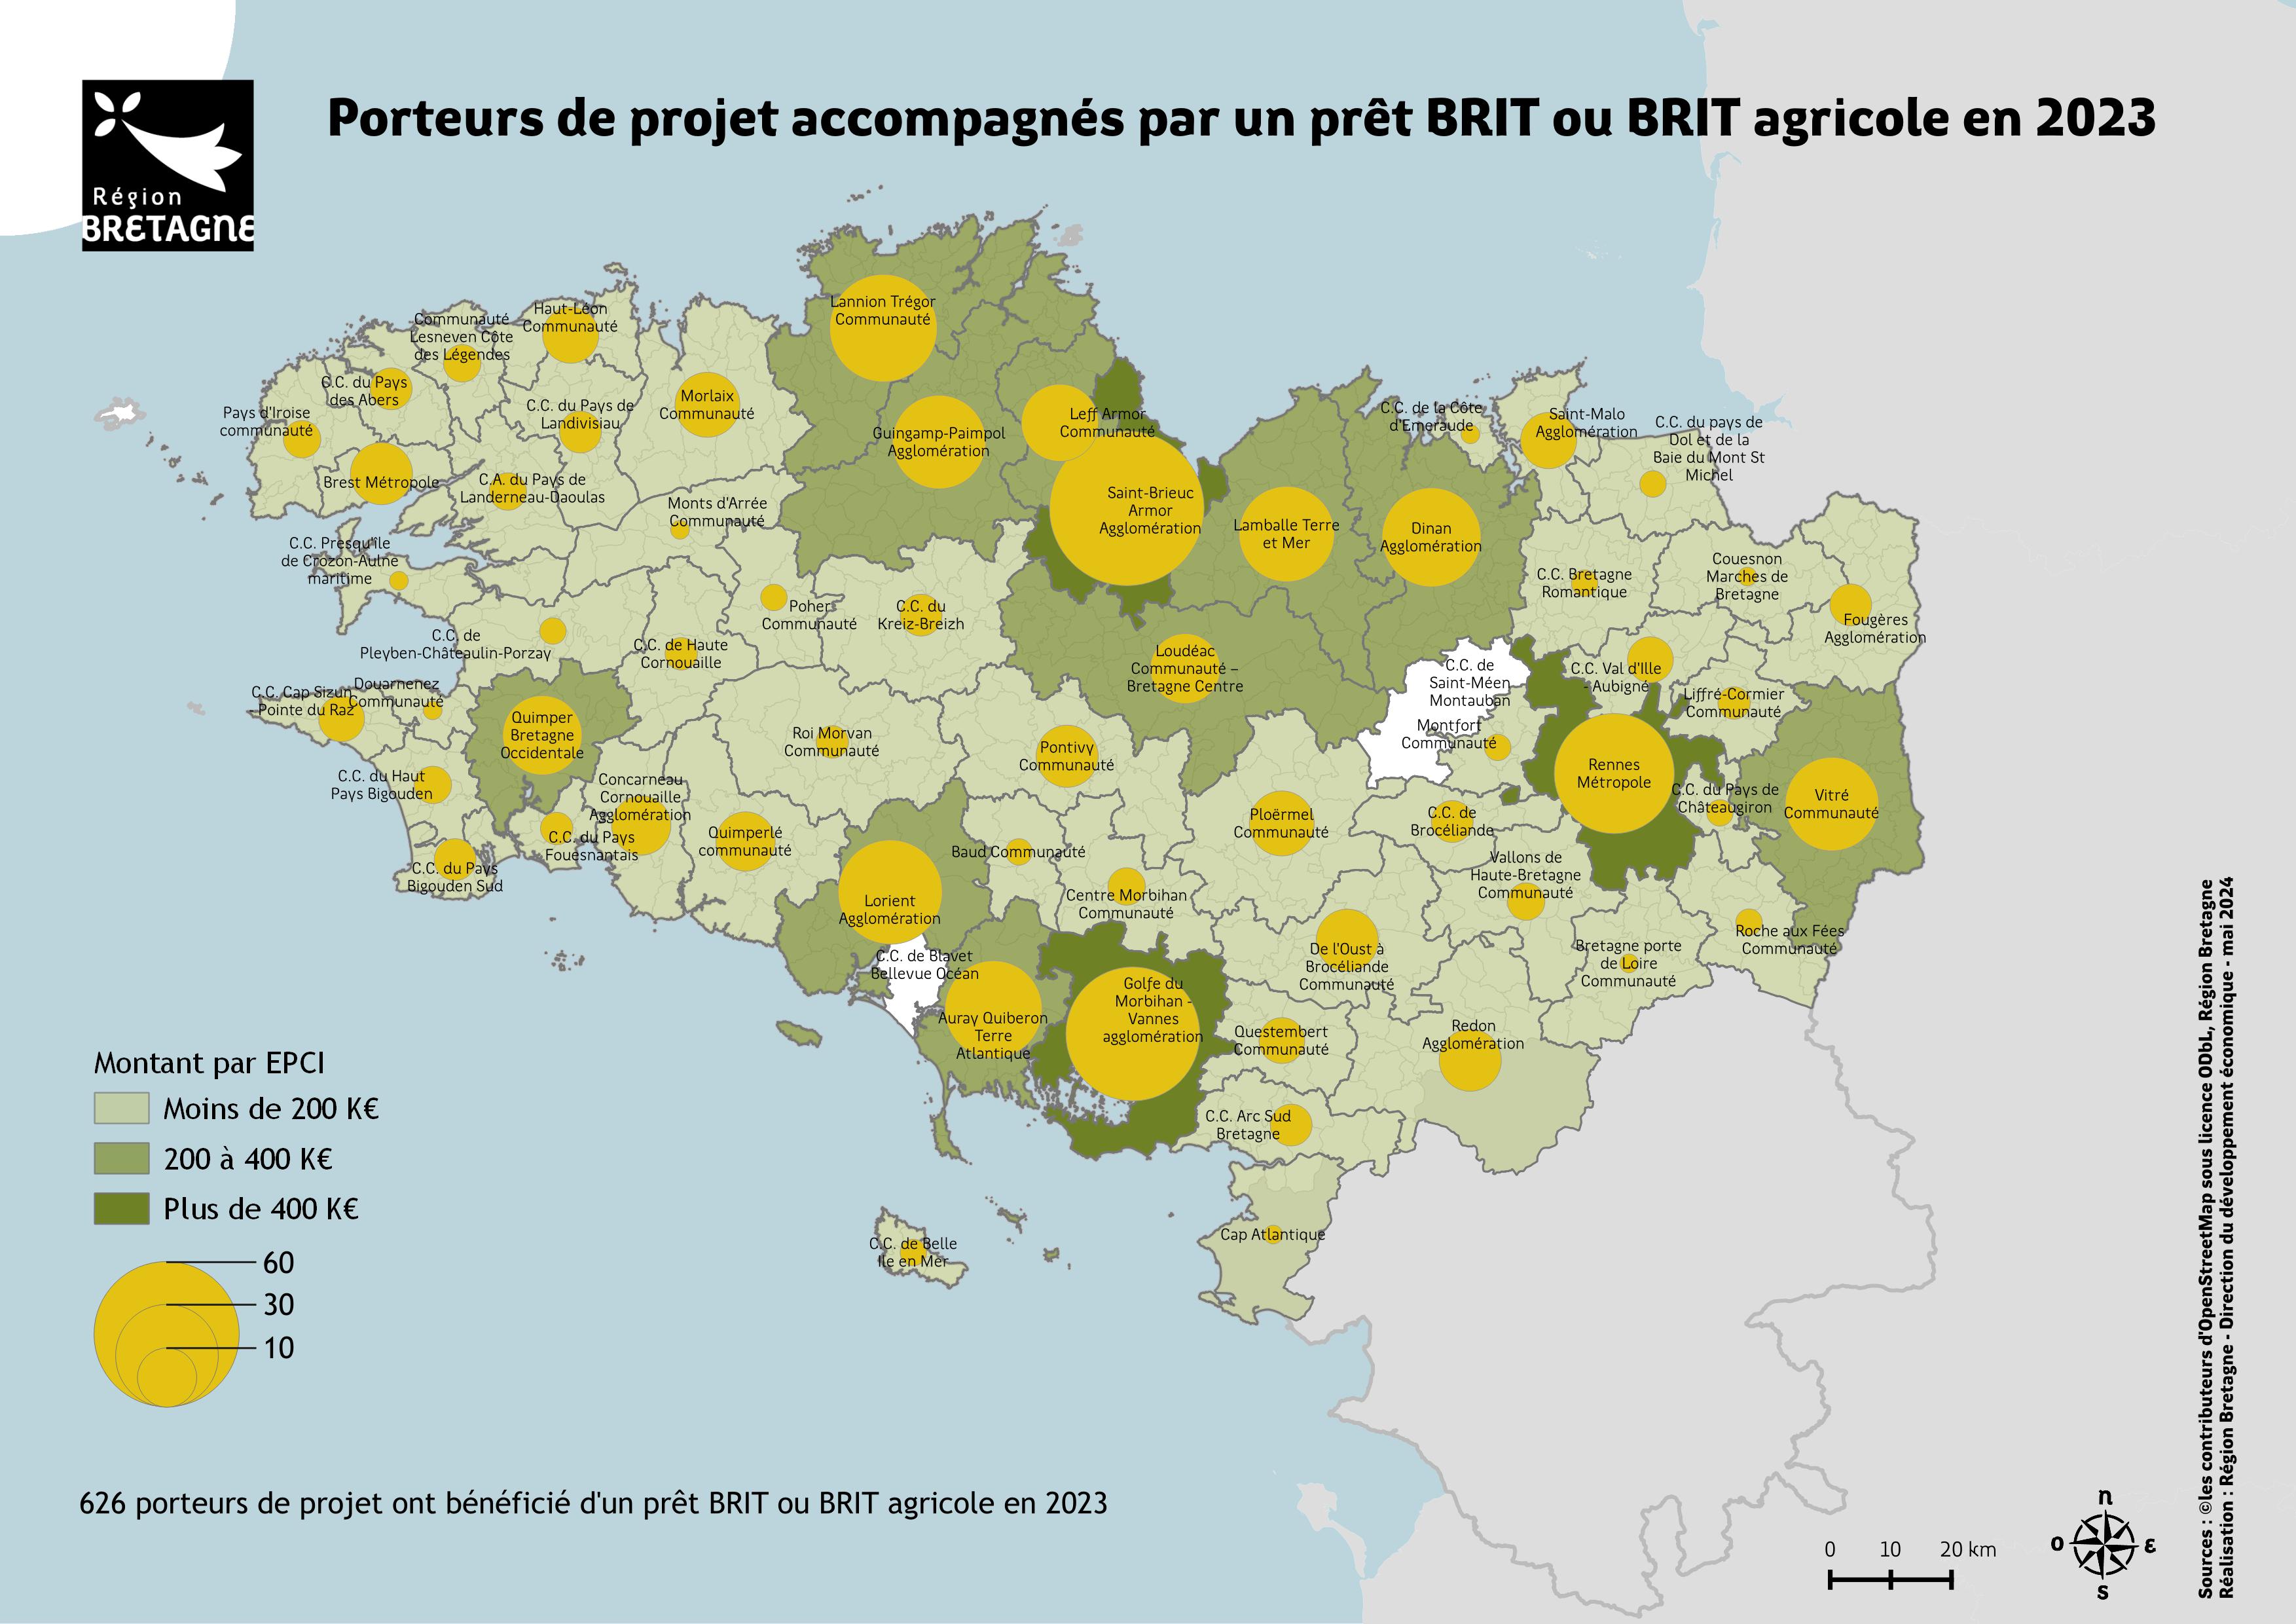 Porteurs de projet accompagnés par un prêt BRIT ou BRIT agricole en 2023
Région
BRETAGNE
Lannion Trégor
Communauté
Haut-Léon
Communauté
Communauté
Lesneven Côte
des Légendes
C.C. du Pays
des Abers
Pays d'Iroise
communauté
Brest Métropole
C.C. du Pays de
Landivisiau
Morlaix
Communauté
C.A. du Pays de
Landerneau-Daoulas
Guingamp-Paimpol
Agglomération
Leff Armor
Communauté
Saint-Brieuc
Armor
Agglomération
Lamballe Terre
et Mer
Dinan
Agglomération
C.C. de la Côte
d'Emeraude
Saint-Malo
Agglomération
C.C. du pays de
Dol et de la
Baie du Mont St
Michel
Monts d'Arrée
Communauté
C.C. Presqu'île
de Crozon-Aulne
maritime
C.C. de
Pleyben-Châteaulin-Porzay
C.C. de Haute
Cornouaille
Poher
Communauté
C.C. du
Kreiz-Breizh
Loudéac
Communauté –
Bretagne Centre
C.C. Bretagne
Romantique
Couesnon
Marches de
Bretagne
Fougères
Agglomération
C.C. de
Saint-Méen
Montauban
Montfort
Communauté
C.C. Val d'Ille
- Aubigné
Liffré-Cormier
Communauté
C.C. Cap Sizun
- Pointe du Raz
Douarnenez
Communauté
Quimper
Bretagne
Occidentale
C.C. du Haut
Pays Bigouden
Concarneau
Cornouaille
Agglomération
C.C. du Pays
Fouesnantais
C.C. du Pays
Bigouden Sud
Quimperlé
communauté
Roi Morvan
Communauté
Pontivy
Communauté
Ploërmel
Communauté
C.C. de
Brocéliande
Rennes
Métropole
C.C. du Pays de
Châteaugiron
Vitré
Communauté
Baud Communauté
Centre Morbihan
Communauté
Lorient
Agglomération
C.C. de Blavet
Bellevue Océan
Auray Quiberon
Terre
Atlantique
Golfe du
Morbihan -
Vannes
agglomération
De l'Oust à
Brocéliande
Communauté
Vallons de
Haute-Bretagne
Communauté
Bretagne porte
de Loire
Communauté
Roche aux Fées
Communauté
Questembert
Communauté
Redon
Agglomération
C.C. Arc Sud
Bretagne
Cap Atlantique
C.C. de Belle
Ile en Mer
Montant par EPCI
Moins de 200 K€
200 à 400 K€
Plus de 400 K€
60
30
10
626 porteurs de projet ont bénéficié d'un prêt BRIT ou BRIT agricole en 2023
0 10 20 km
n
o
ε
s
Sources : ©les contributeurs d'OpenStreetMap sous licence ODbL, Région Bretagne
Réalisation : Région Bretagne - Direction du développement économique - mai 2024